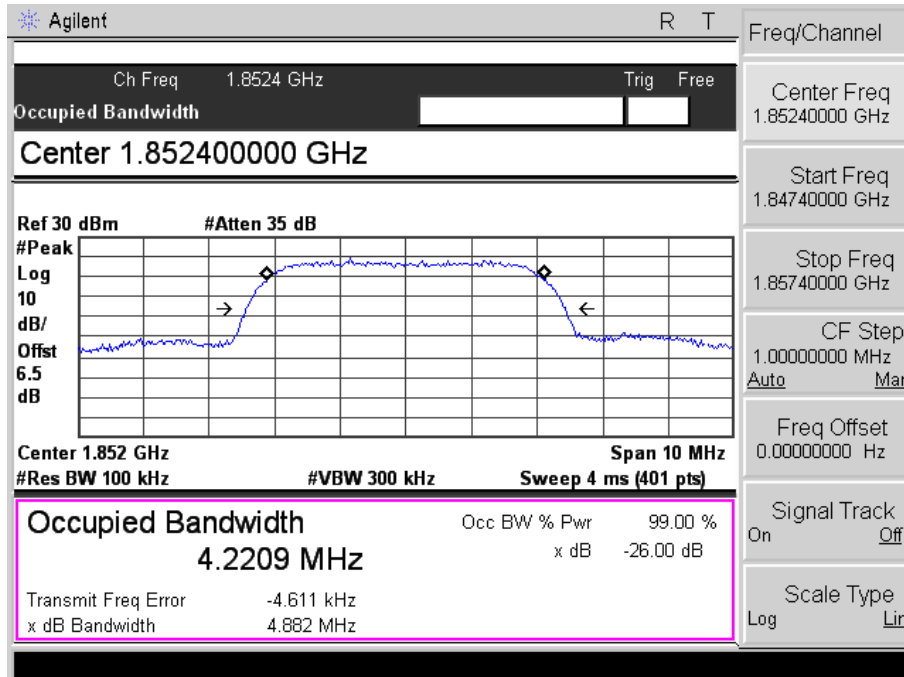 Agilent R T
Ch Freq 1.8524 GHz Trig Free
Occupied Bandwidth
Center 1.852400000 GHz
Ref 30 dBm #Atten 35 dB
#Peak
Log
10
dB/
Offst
6.5
dB
Center 1.852 GHz Span 10 MHz
#Res BW 100 kHz #VBW 300 kHz Sweep 4 ms (401 pts)
Occupied Bandwidth Occ BW % Pwr 99.00 %
4.2209 MHz x dB -26.00 dB
Transmit Freq Error -4.611 kHz
x dB Bandwidth 4.882 MHz
Freq/Channel
Center Freq
1.85240000 GHz
Start Freq
1.84740000 GHz
Stop Freq
1.85740000 GHz
CF Step
1.00000000 MHz
Auto Man
Freq Offset
0.00000000 Hz
Signal Track
On Off
Scale Type
Log Lin